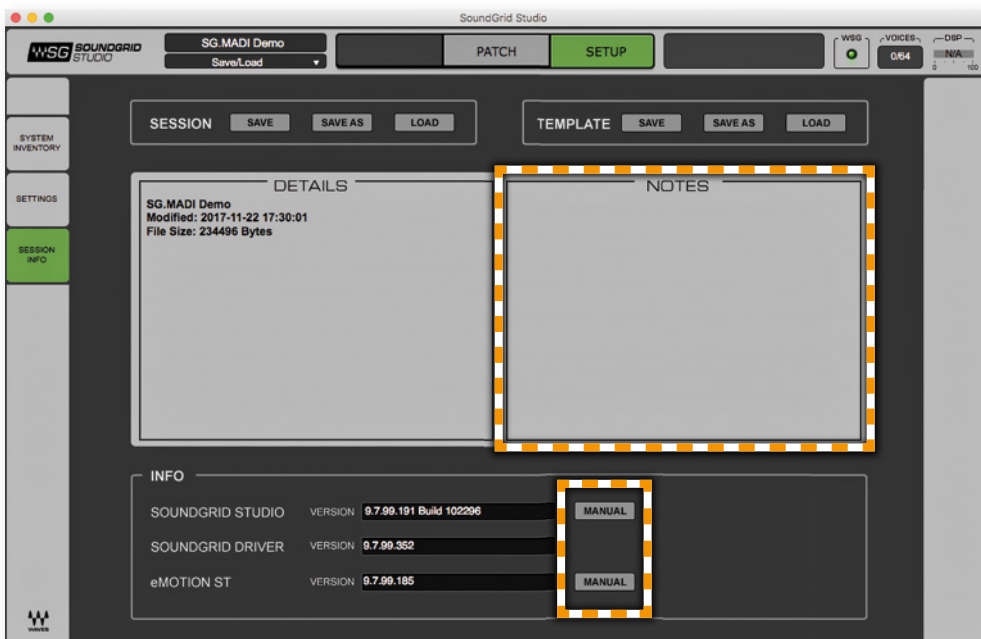 SoundGrid Studio
WSG SOUNDGRID STUDIO
SG.MADI Demo
Save/Load
PATCH
SETUP
WSG
VOICES
0/64
DSP
N/A
0 100
SYSTEM INVENTORY
SETTINGS
SESSION INFO
SESSION SAVE SAVE AS LOAD
TEMPLATE SAVE SAVE AS LOAD
DETAILS
SG.MADI Demo
Modified: 2017-11-22 17:30:01
File Size: 234496 Bytes
NOTES
INFO
SOUNDGRID STUDIO VERSION 9.7.99.191 Build 102296 MANUAL
SOUNDGRID DRIVER VERSION 9.7.99.352
eMOTION ST VERSION 9.7.99.185 MANUAL
WAVES